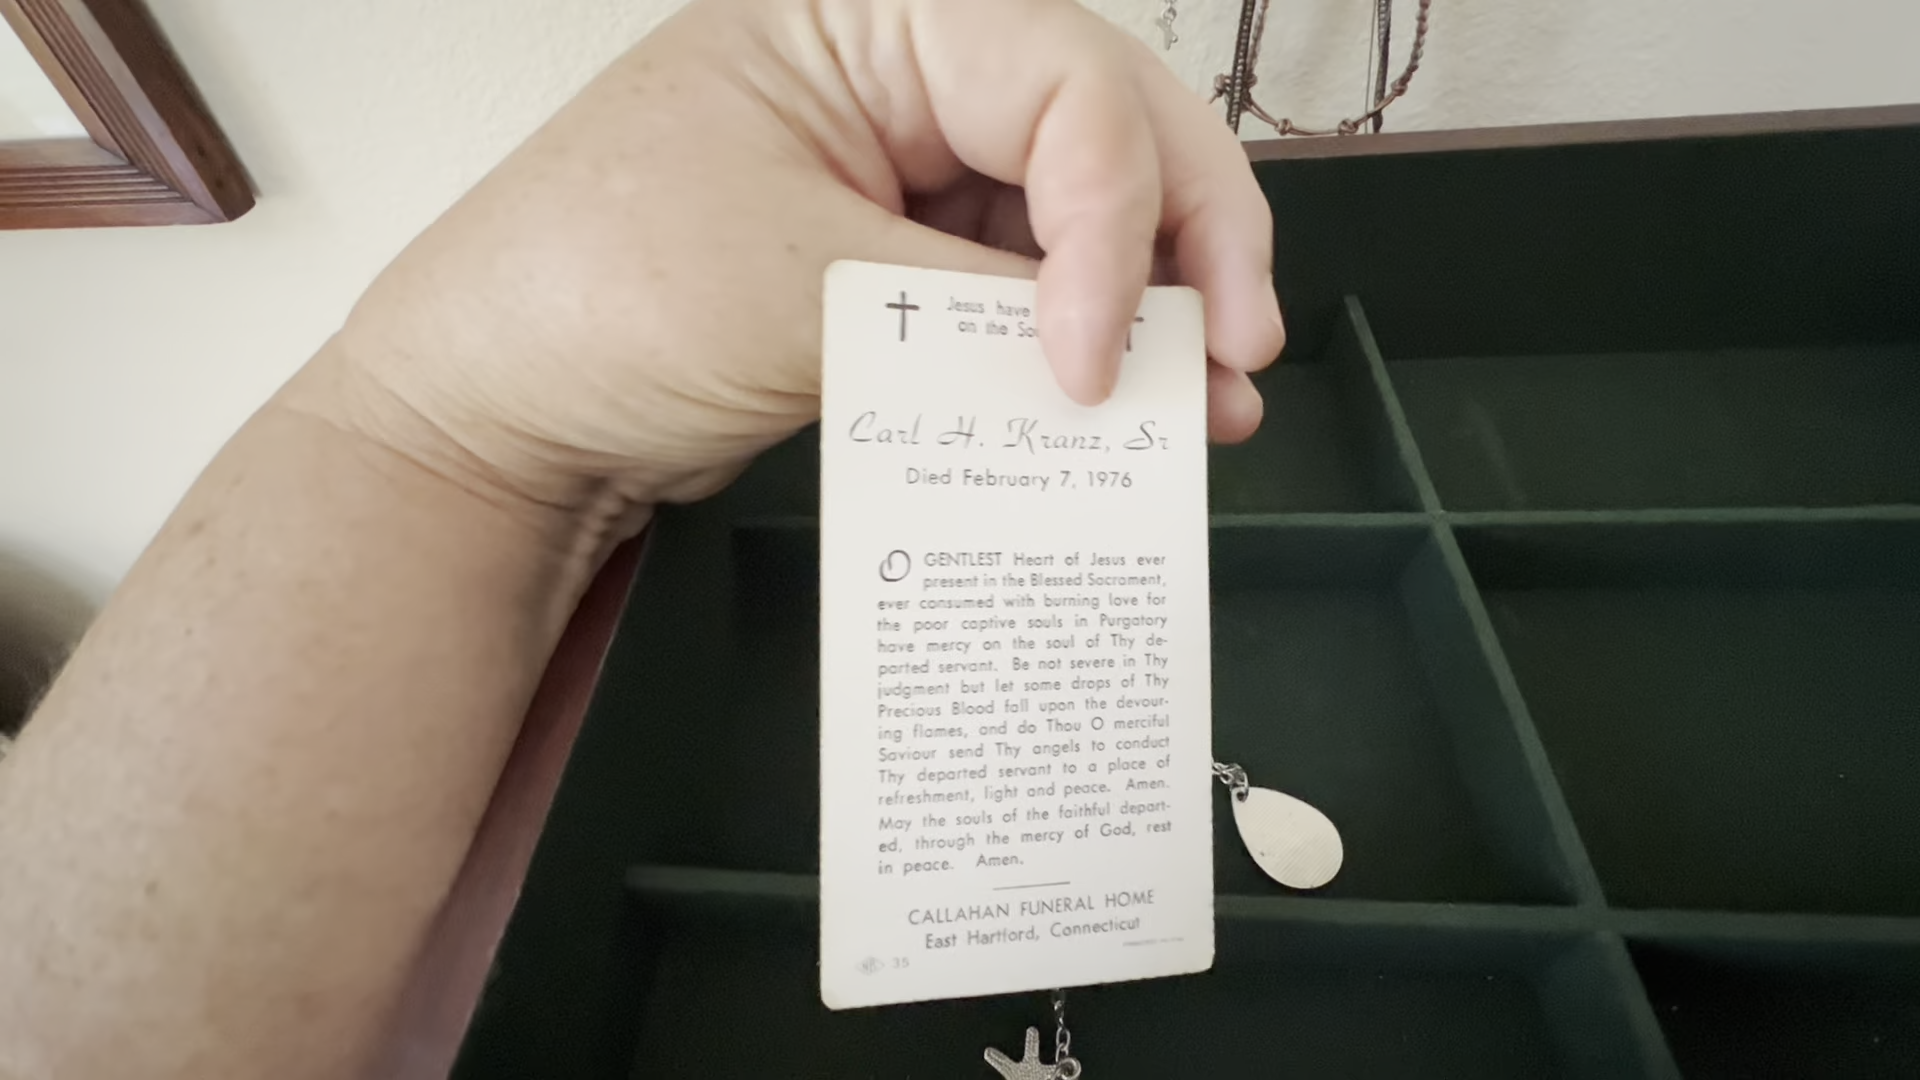 Jesus have
on the
Carl H. Kranz, Sr
Died February 7, 1976
O GENTLEST Heart of Jesus ever
present in the Blessed Sacrament,
ever consumed with burning love for
the poor captive souls in Purgatory
have mercy on the soul of Thy de-
parted servant. Be not severe in Thy
judgment but let some drops of Thy
Precious Blood fall upon the devour-
ing flames, and do Thou O merciful
Saviour send Thy angels to conduct
Thy departed servant to a place of
refreshment, light and peace. Amen.
May the souls of the faithful depart-
ed, through the mercy of God, rest
in peace. Amen.
CALLAHAN FUNERAL HOME
East Hartford, Connecticut
35